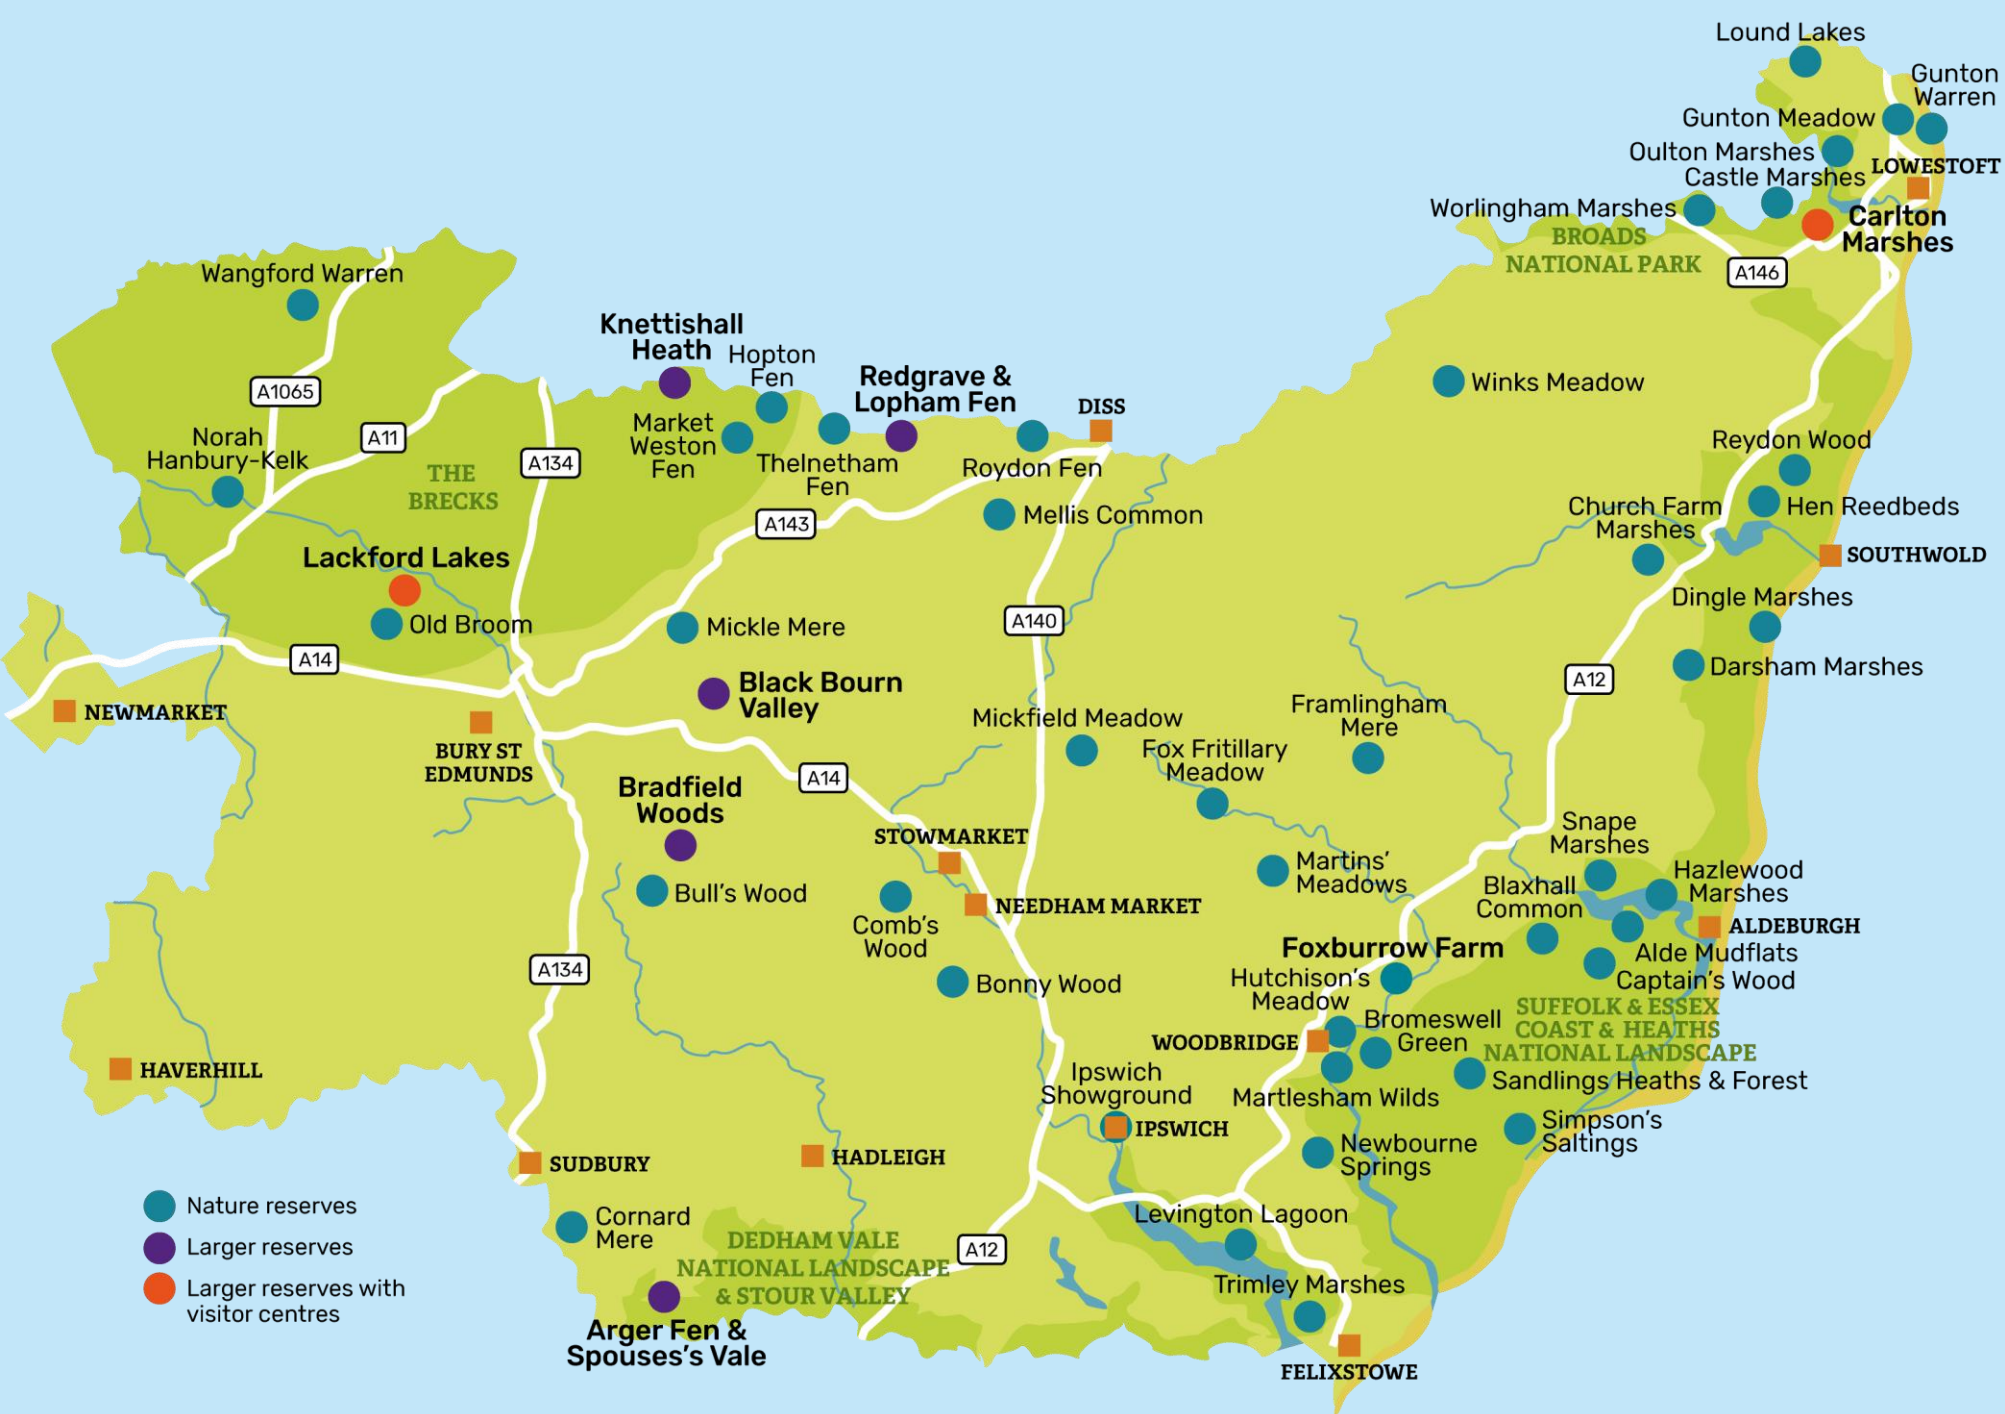 Lound Lakes
Gunton
Warren
Gunton Meadow
Oulton Marshes
LOWESTOFT
Castle Marshes
Worlingham Marshes
Carlton
Marshes
BROADS
NATIONAL PARK
A146
Wangford Warren
Knettishall
Heath
Hopton
Fen
Redgrave &
Lopham Fen
DISS
Winks Meadow
A1065
Market
Weston
Fen
Norah
Hanbury-Kelk
A11
THE
BRECKS
A134
Thelnetham
Fen
Roydon Fen
Reydon Wood
A143
Mellis Common
Church Farm
Marshes
Hen Reedbeds
SOUTHWOLD
Lackford Lakes
Old Broom
Mickle Mere
A140
Dingle Marshes
A14
Darsham Marshes
A12
NEWMARKET
Black Bourn
Valley
Mickfield Meadow
Framlingham
Mere
BURY ST
EDMUNDS
Fox Fritillary
Meadow
A14
Bradfield
Woods
STOWMARKET
Snape
Marshes
Bull's Wood
Martins'
Meadows
Hazlewood
Marshes
Blaxhall
Common
NEEDHAM MARKET
Comb's
Wood
ALDEBURGH
Foxburrow Farm
Alde Mudflats
A134
Bonny Wood
Hutchison's
Meadow
Captain's Wood
SUFFOLK & ESSEX
COAST & HEATHS
NATIONAL LANDSCAPE
Bromeswell
Green
WOODBRIDGE
HAVERHILL
Ipswich
Showground
Sandlings Heaths & Forest
Martlesham Wilds
IPSWICH
Simpson's
Saltings
SUDBURY
HADLEIGH
Newbourne
Springs
Nature reserves
Larger reserves
Larger reserves with
visitor centres
Cornard
Mere
DEDHAM VALE
NATIONAL LANDSCAPE
& STOUR VALLEY
A12
Levington Lagoon
Trimley Marshes
Arger Fen &
Spouses's Vale
FELIXSTOWE